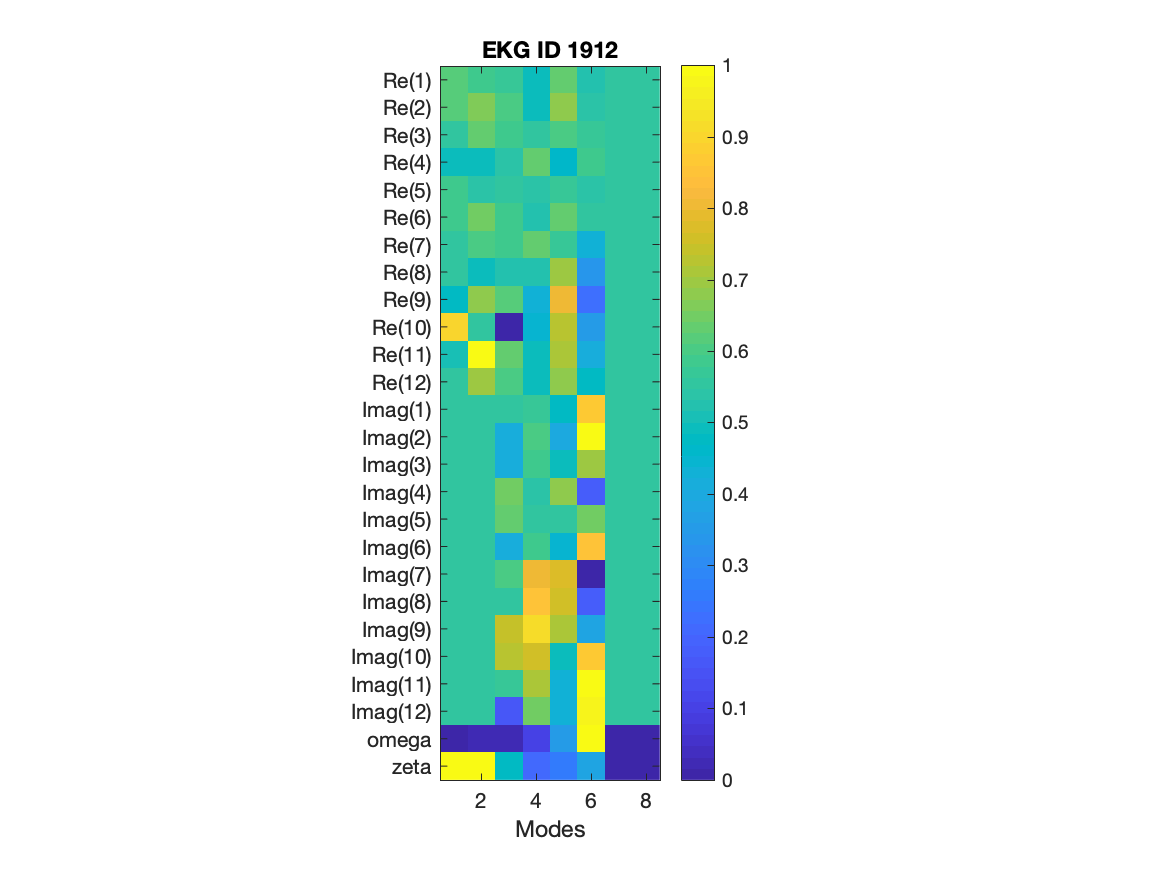 EKG ID 1912
Re(1)
Re(2)
Re(3)
Re(4)
Re(5)
Re(6)
Re(7)
Re(8)
Re(9)
Re(10)
Re(11)
Re(12)
Imag(1)
Imag(2)
Imag(3)
Imag(4)
Imag(5)
Imag(6)
Imag(7)
Imag(8)
Imag(9)
Imag(10)
Imag(11)
Imag(12)
omega
zeta
2 4 6 8
Modes
1
0.9
0.8
0.7
0.6
0.5
0.4
0.3
0.2
0.1
0